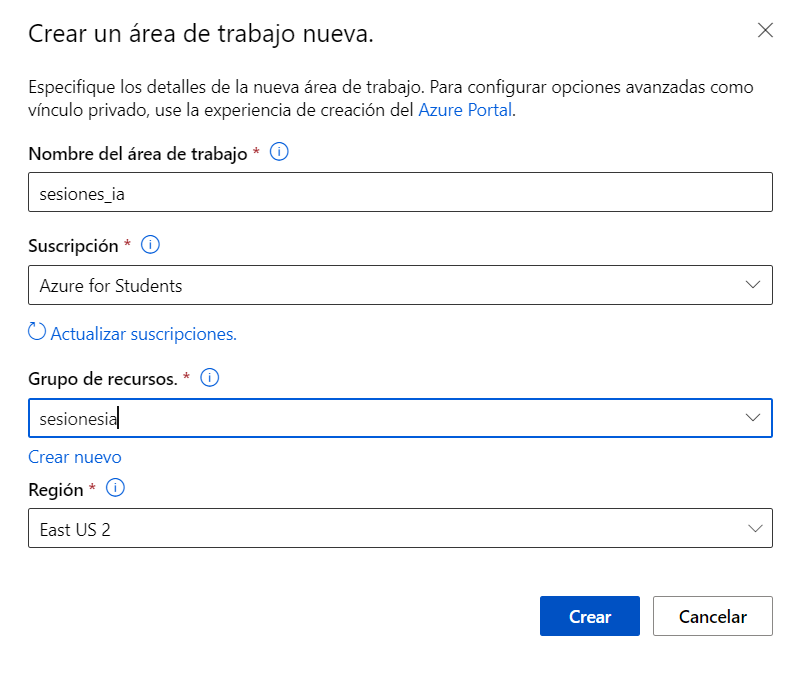 Crear un área de trabajo nueva.
Especifique los detalles de la nueva área de trabajo. Para configurar opciones avanzadas como
vínculo privado, use la experiencia de creación del Azure Portal.
Nombre del área de trabajo *
sesiones_ia
Suscripción *
Azure for Students
Actualizar suscripciones.
Grupo de recursos. *
sesionesia
Crear nuevo
Región *
East US 2
Crear Cancelar